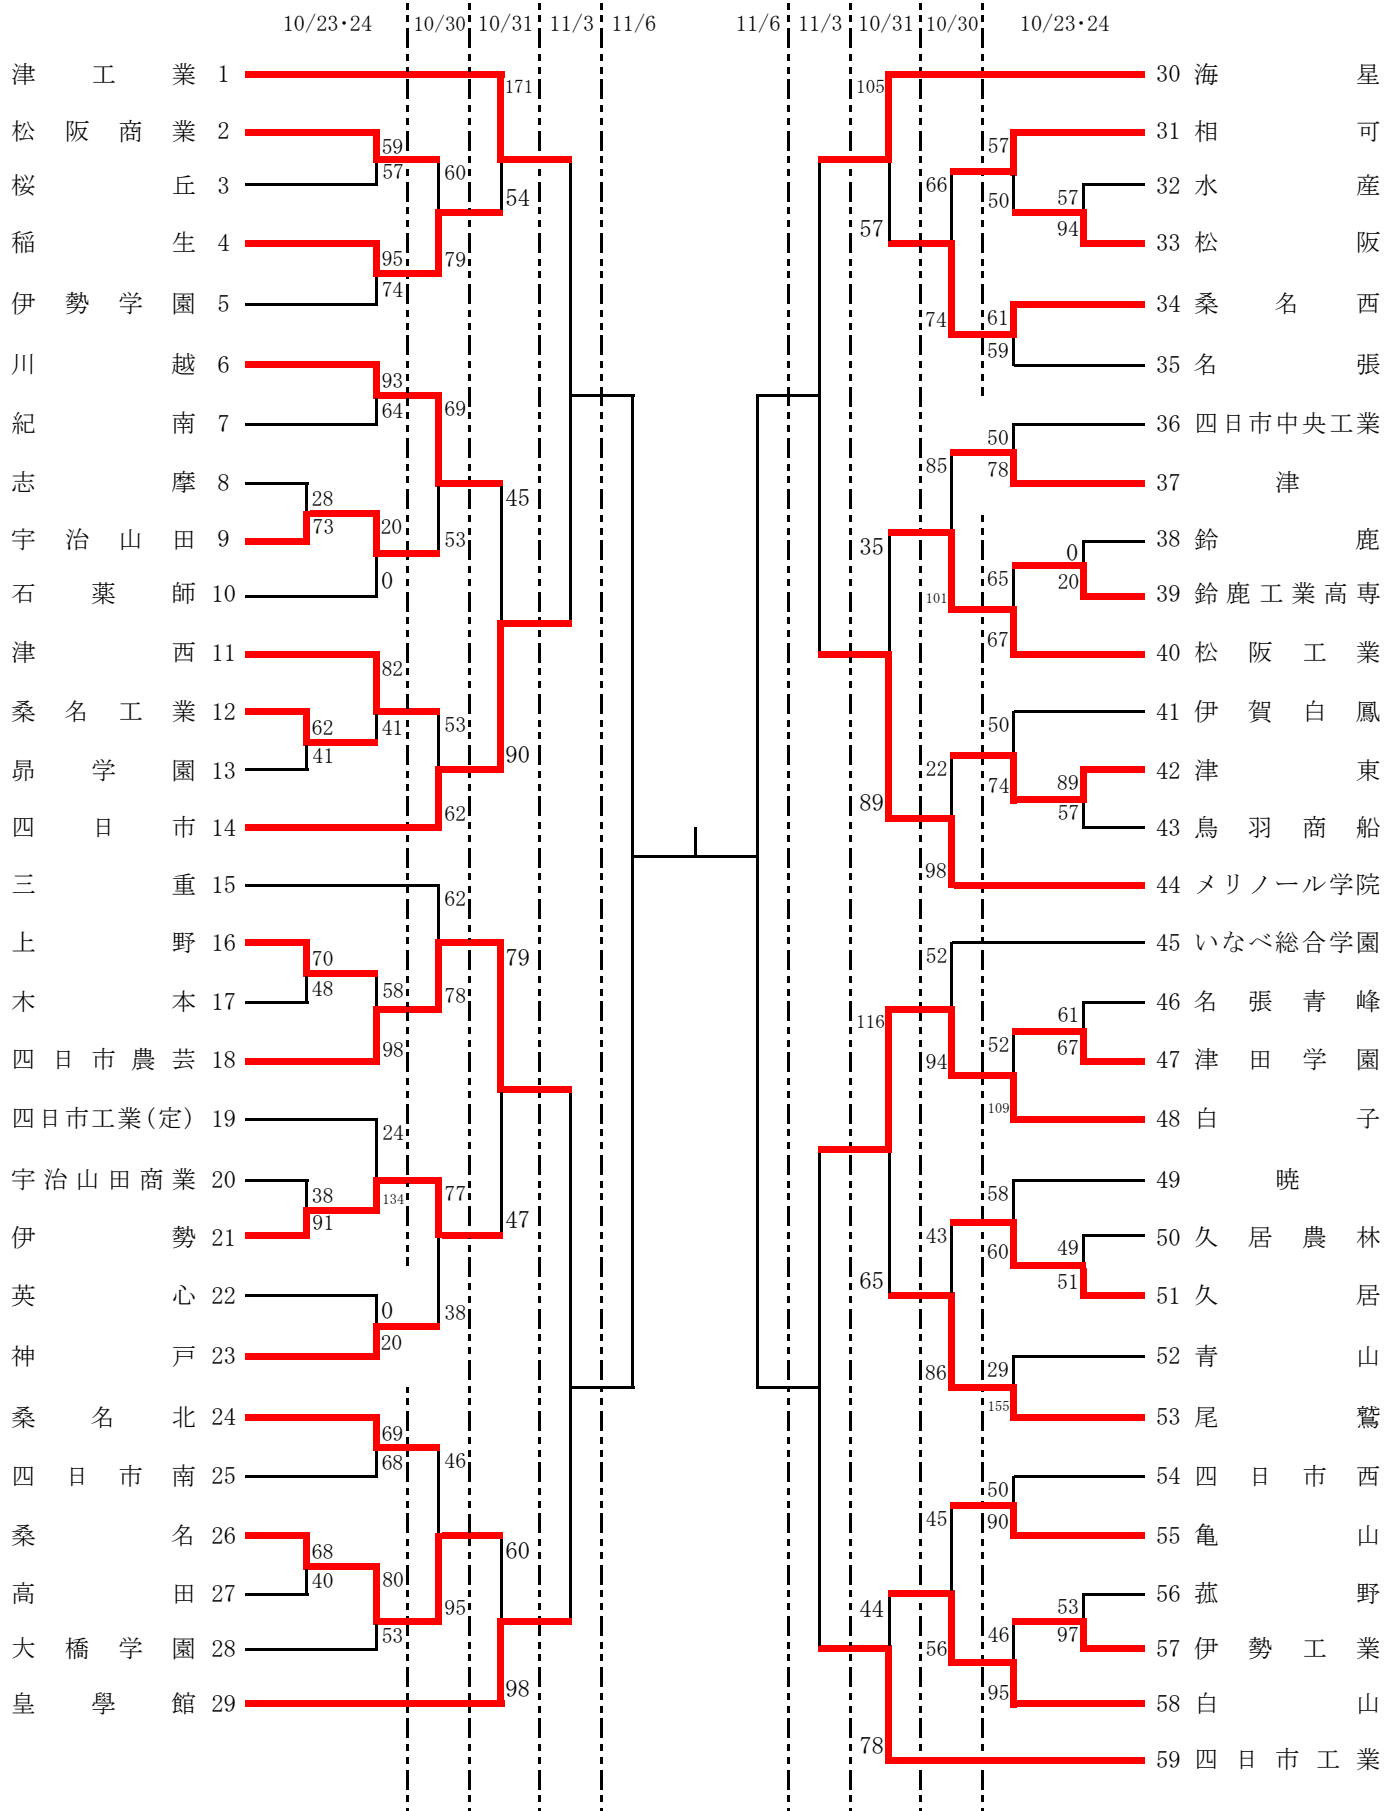 10/23・24 10/30 10/31 11/3 11/6 11/6 11/3 10/31 10/30 10/23・24
津工業 1
171
松阪商業 2
59
57
60
桜丘 3
54
稲生 4
95
74
79
伊勢学園 5
川越 6
93
64
69
紀南 7
45
志摩 8
28
73
20
53
宇治山田 9
0
石薬師 10
津西 11
82
41
53
桑名工業 12
62
41
90
昴学園 13
62
四日市 14
三重 15
62
上野 16
70
48
58
79
木本 17
78
98
四日市農芸 18
四日市工業(定) 19
24
宇治山田商業 20
38
91
134
77
47
伊勢 21
英心 22
0
20
38
神戸 23
桑名北 24
69
68
46
四日市南 25
桑名 26
68
40
80
60
高田 27
95
53
大橋学園 28
98
皇學館 29
105
30 海星
57
31 相可
66
50
57
94
32 水産
57
33 松阪
74
61
59
34 桑名西
35 名張
50
78
36 四日市中央工業
85
37 津
35
0
20
38 鈴鹿
65
39 鈴鹿工業高専
101
67
40 松阪工業
50
41 伊賀白鳳
22
74
89
57
42 津東
89
43 鳥羽商船
98
44 メリノール学院
52
45 いなべ総合学園
116
61
67
46 名張青峰
52
47 津田学園
94
109
48 白子
58
49 暁
43
60
49
51
50 久居農林
65
51 久居
86
29
155
52 青山
53 尾鷲
50
90
54 四日市西
45
55 亀山
44
53
97
56 菰野
46
57 伊勢工業
56
95
58 白山
78
59 四日市工業